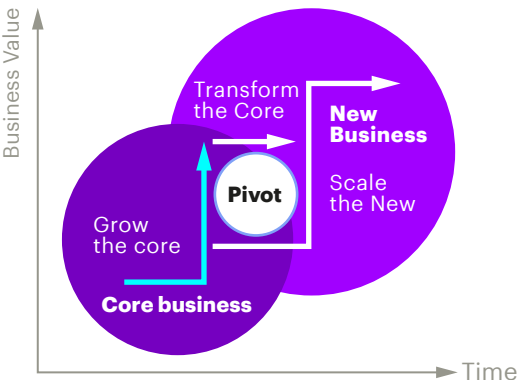 Business Value
Transform
the Core
New
Business
Pivot
Scale
the New
Grow
the core
Core business
Time